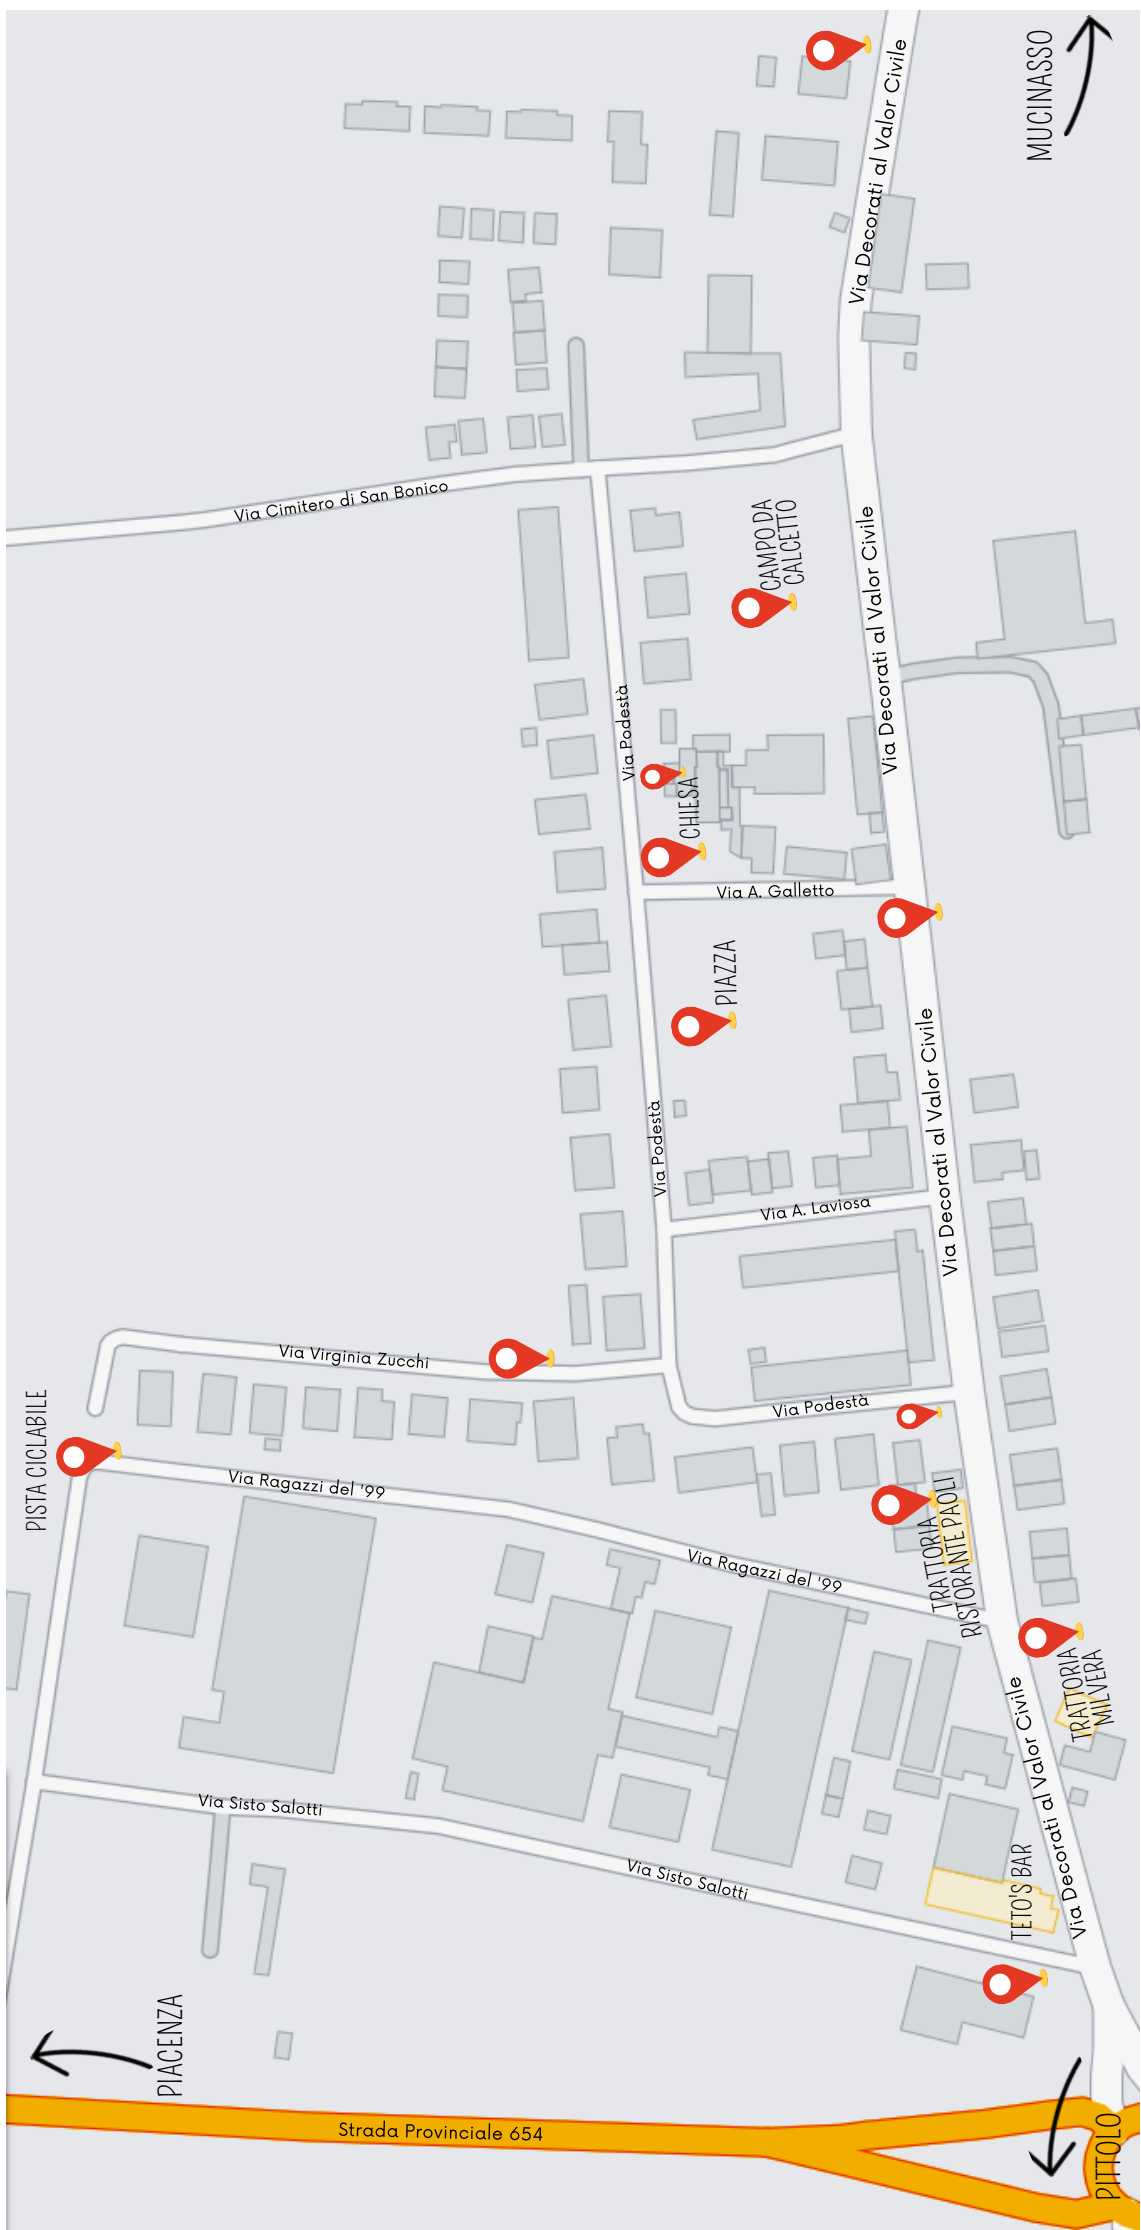 MUCINASSO
Via Decorati al Valor Civile
Via Cimitero di San Bonico
CAMPO DA
CALCETTO
Via Decorati al Valor Civile
Via Podestà
CHIESA
Via A. Galletto
PIAZZA
Via Decorati al Valor Civile
Via Podestà
Via A. Laviosa
Via Virginia Zucchi
Via Podestà
PISTA CICLABILE
Via Ragazzi del '99
TRATTORIA
RISTORANTE PAOLI
Via Ragazzi del '99
TRATTORIA
MILVERA
Via Decorati al Valor Civile
Via Sisto Salotti
TETO'S BAR
Via Sisto Salotti
PIACENZA
Strada Provinciale 654
PITTOLO